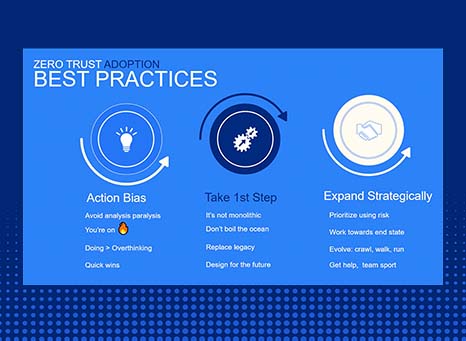 ZERO TRUST ADOPTION
BEST PRACTICES
Action Bias
Avoid analysis paralysis
You're on 🔥
Doing > Overthinking
Quick wins
Take 1st Step
It's not monolithic
Don't boil the ocean
Replace legacy
Design for the future
Expand Strategically
Prioritize using risk
Work towards end state
Evolve: crawl, walk, run
Get help, team sport